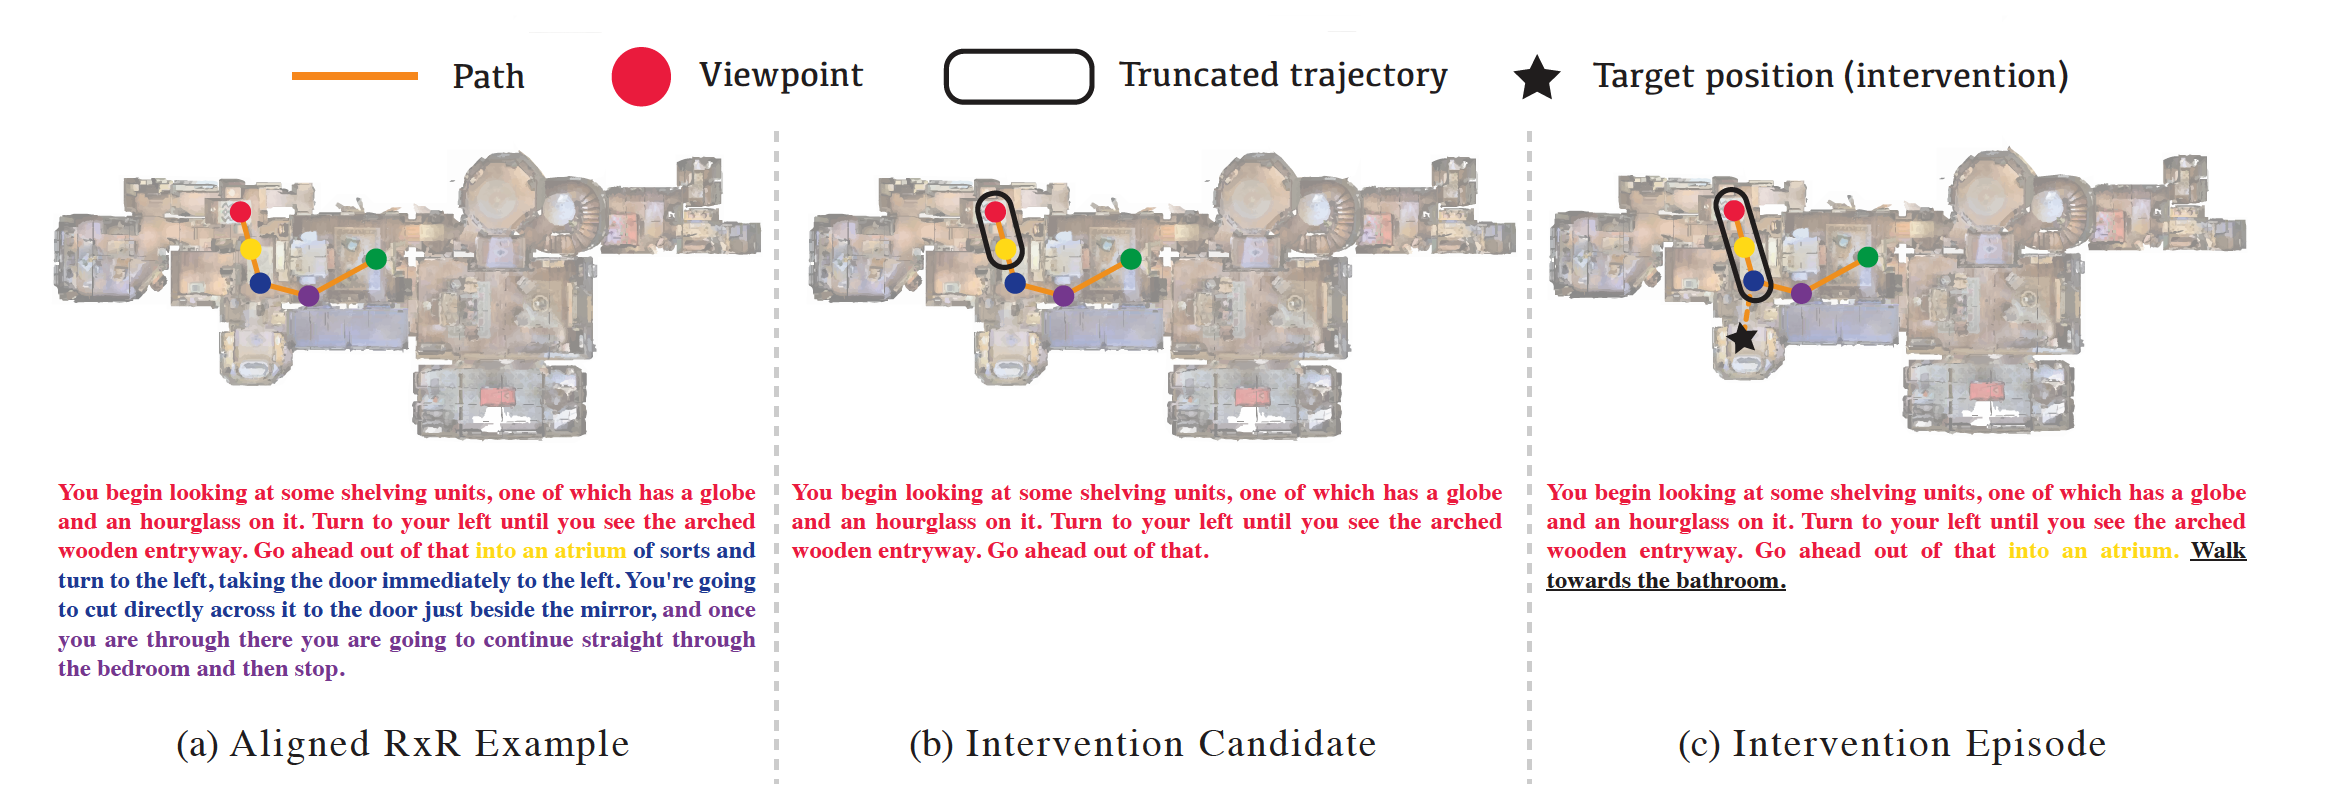 Path Viewpoint Truncated trajectory Target position (intervention)
You begin looking at some shelving units, one of which has a globe
and an hourglass on it. Turn to your left until you see the arched
wooden entryway. Go ahead out of that into an atrium of sorts and
turn to the left, taking the door immediately to the left. You're going
to cut directly across it to the door just beside the mirror, and once
you are through there you are going to continue straight through
the bedroom and then stop.
(a) Aligned RxR Example
You begin looking at some shelving units, one of which has a globe
and an hourglass on it. Turn to your left until you see the arched
wooden entryway. Go ahead out of that.
(b) Intervention Candidate
You begin looking at some shelving units, one of which has a globe
and an hourglass on it. Turn to your left until you see the arched
wooden entryway. Go ahead out of that into an atrium. Walk
towards the bathroom.
(c) Intervention Episode